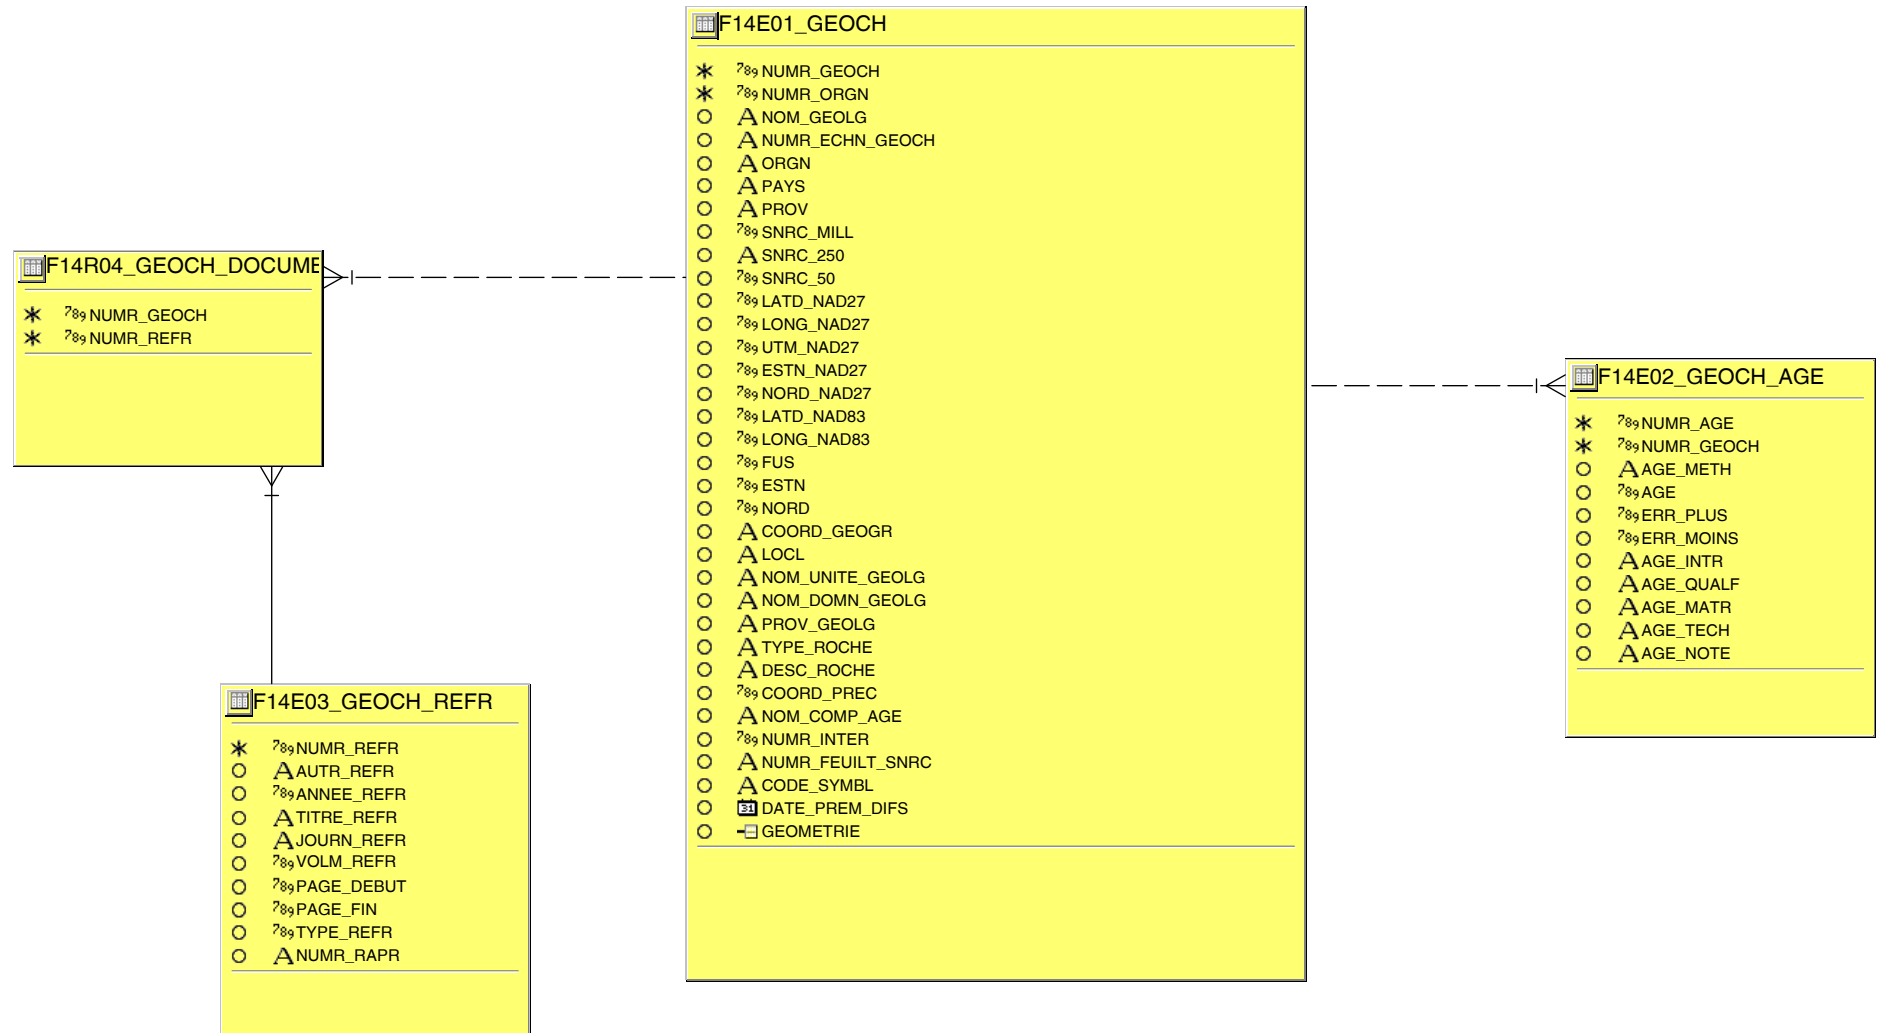 F14E01_GEOCH
NUMR_GEOCH
NUMR_ORGN
NOM_GEOLG
NUMR_ECHN_GEOCH
ORGN
PAYS
PROV
SNRC_MILL
SNRC_250
SNRC_50
LATD_NAD27
LONG_NAD27
UTM_NAD27
ESTN_NAD27
NORD_NAD27
LATD_NAD83
LONG_NAD83
FUS
ESTN
NORD
COORD_GEOGR
LOCL
NOM_UNITE_GEOLG
NOM_DOMN_GEOLG
PROV_GEOLG
TYPE_ROCHE
DESC_ROCHE
COORD_PREC
NOM_COMP_AGE
NUMR_INTER
NUMR_FEUILT_SNRC
CODE_SYMBL
DATE_PREM_DIFS
GEOMETRIE
F14R04_GEOCH_DOCUME
NUMR_GEOCH
NUMR_REFR
F14E02_GEOCH_AGE
NUMR_AGE
NUMR_GEOCH
AGE_METH
AGE
ERR_PLUS
ERR_MOINS
AGE_INTR
AGE_QUALF
AGE_MATR
AGE_TECH
AGE_NOTE
F14E03_GEOCH_REFR
NUMR_REFR
AUTR_REFR
ANNEE_REFR
TITRE_REFR
JOURN_REFR
VOLM_REFR
PAGE_DEBUT
PAGE_FIN
TYPE_REFR
NUMR_RAPR